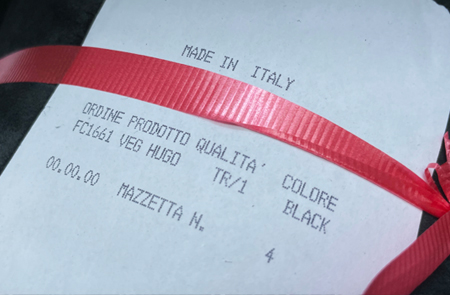 MADE IN ITALY
ORDINE PRODOTTO QUALITA' COLORE
FC1661 VEG HUGO TR/1 BLACK
00.00.00 MAZZETTA N. 4